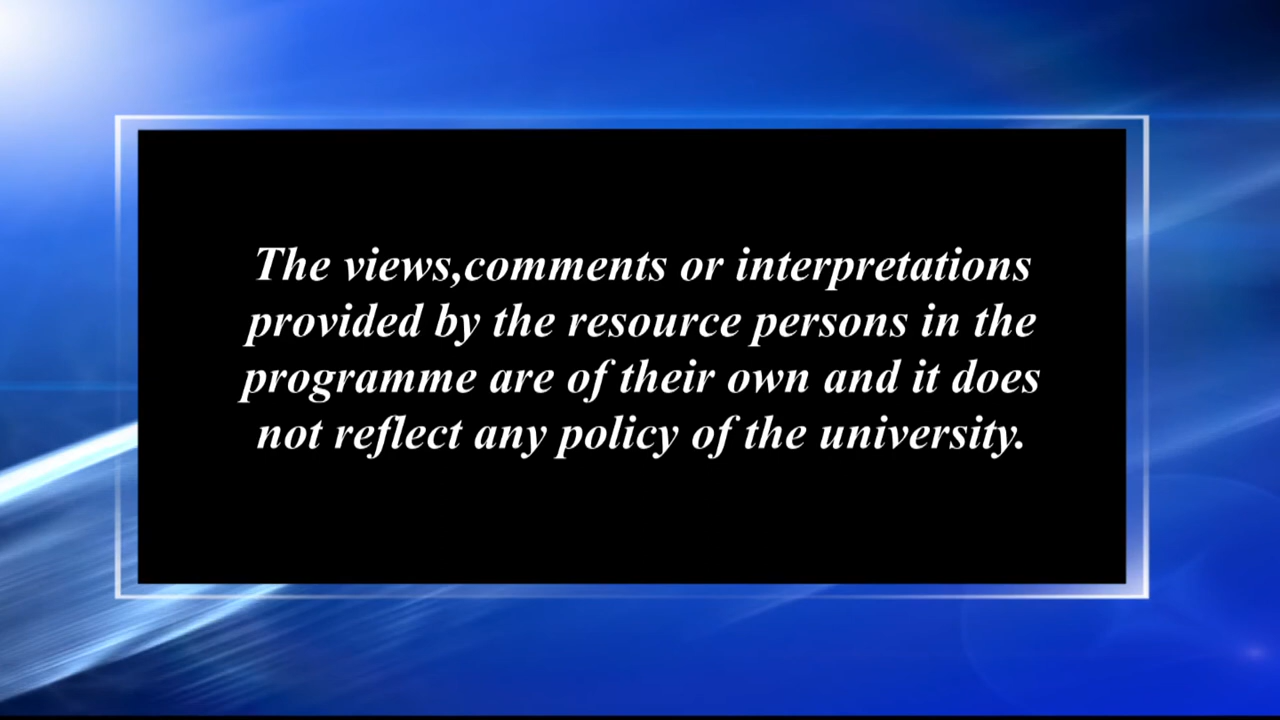 The views,comments or interpretations
provided by the resource persons in the
programme are of their own and it does
not reflect any policy of the university.